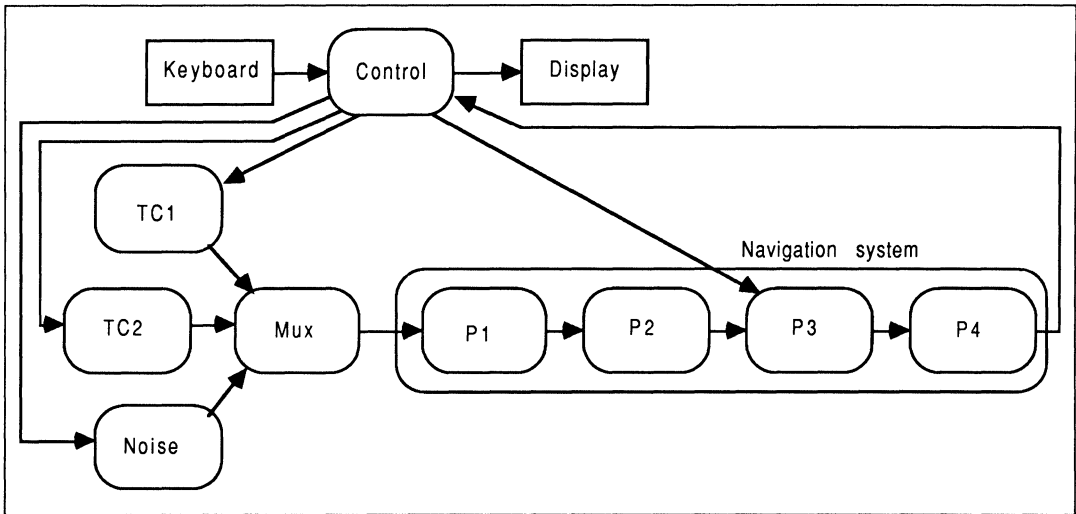 Keyboard
Control
Display
TC1
Navigation system
TC2
Mux
P1
P2
P3
P4
Noise